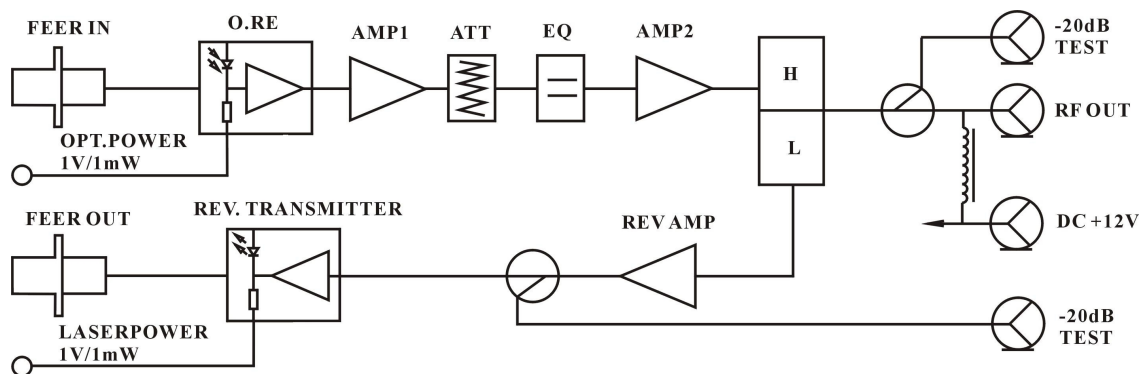 FEER IN
O.RE
AMP1
ATT
EQ
AMP2
-20dB
TEST
H
RF OUT
OPT.POWER
1V/1mW
L
FEER OUT
REV. TRANSMITTER
REV AMP
DC +12V
LASERPOWER
1V/1mW
-20dB
TEST